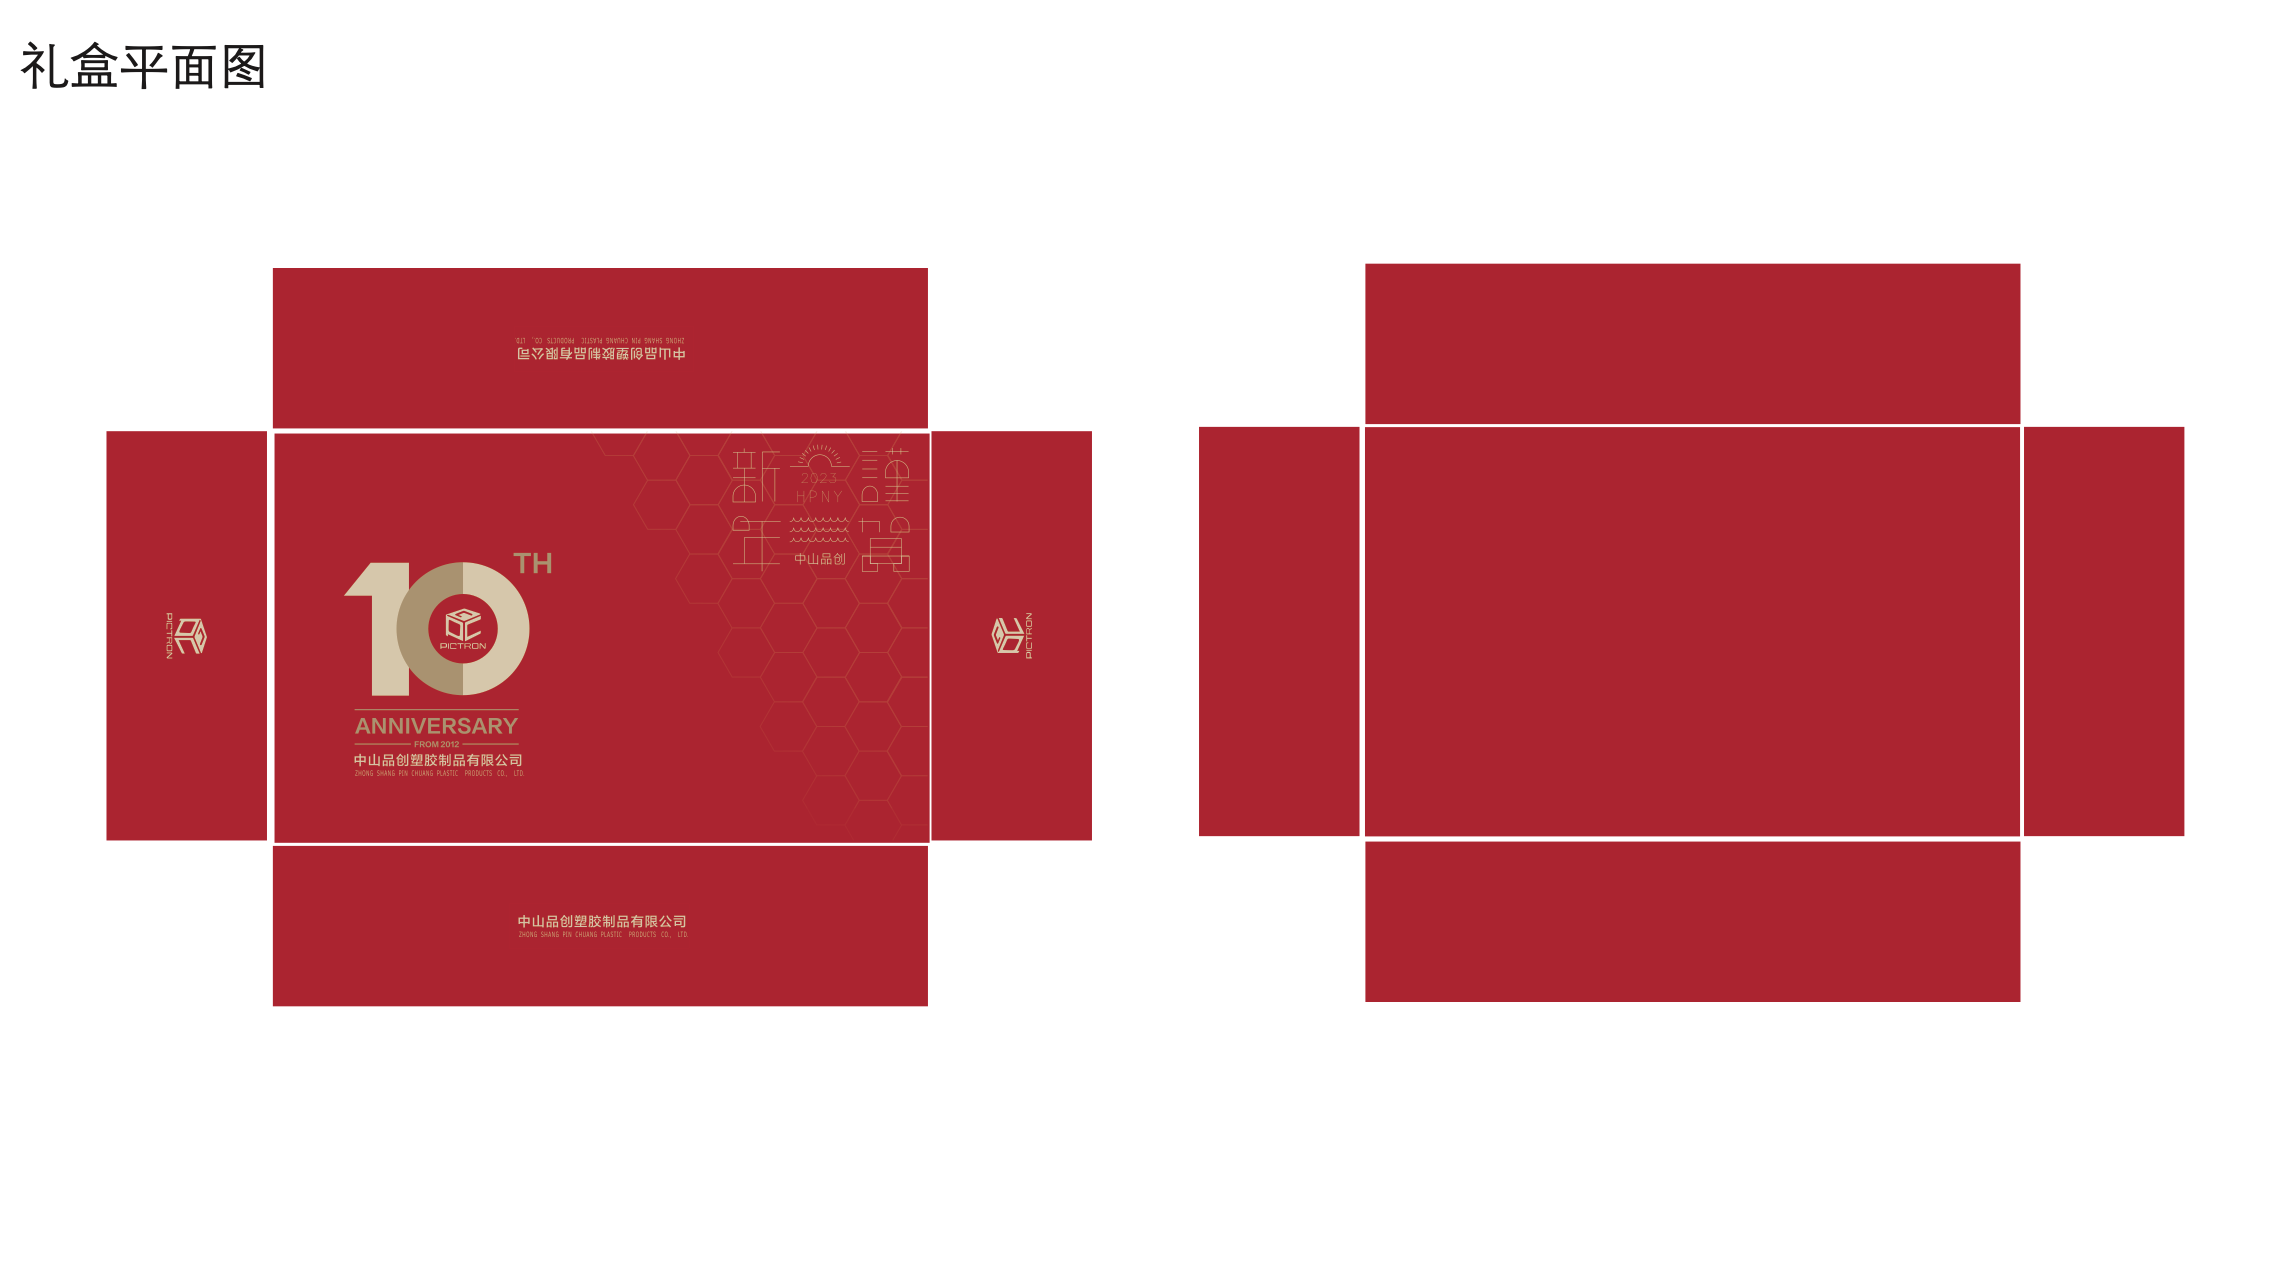 礼盒平面图
中山品创塑胶制品有限公司
ZHONG SHANG PIN CHUANG PLASTIC PRODUCTS CO., LTD.
新 诗
2023
HPNY
年 启
中山品创
10TH
PICTRON
ANNIVERSARY
FROM 2012
中山品创塑胶制品有限公司
ZHONG SHANG PIN CHUANG PLASTIC PRODUCTS CO., LTD.
PICTRON
PICTRON
中山品创塑胶制品有限公司
ZHONG SHANG PIN CHUANG PLASTIC PRODUCTS CO., LTD.